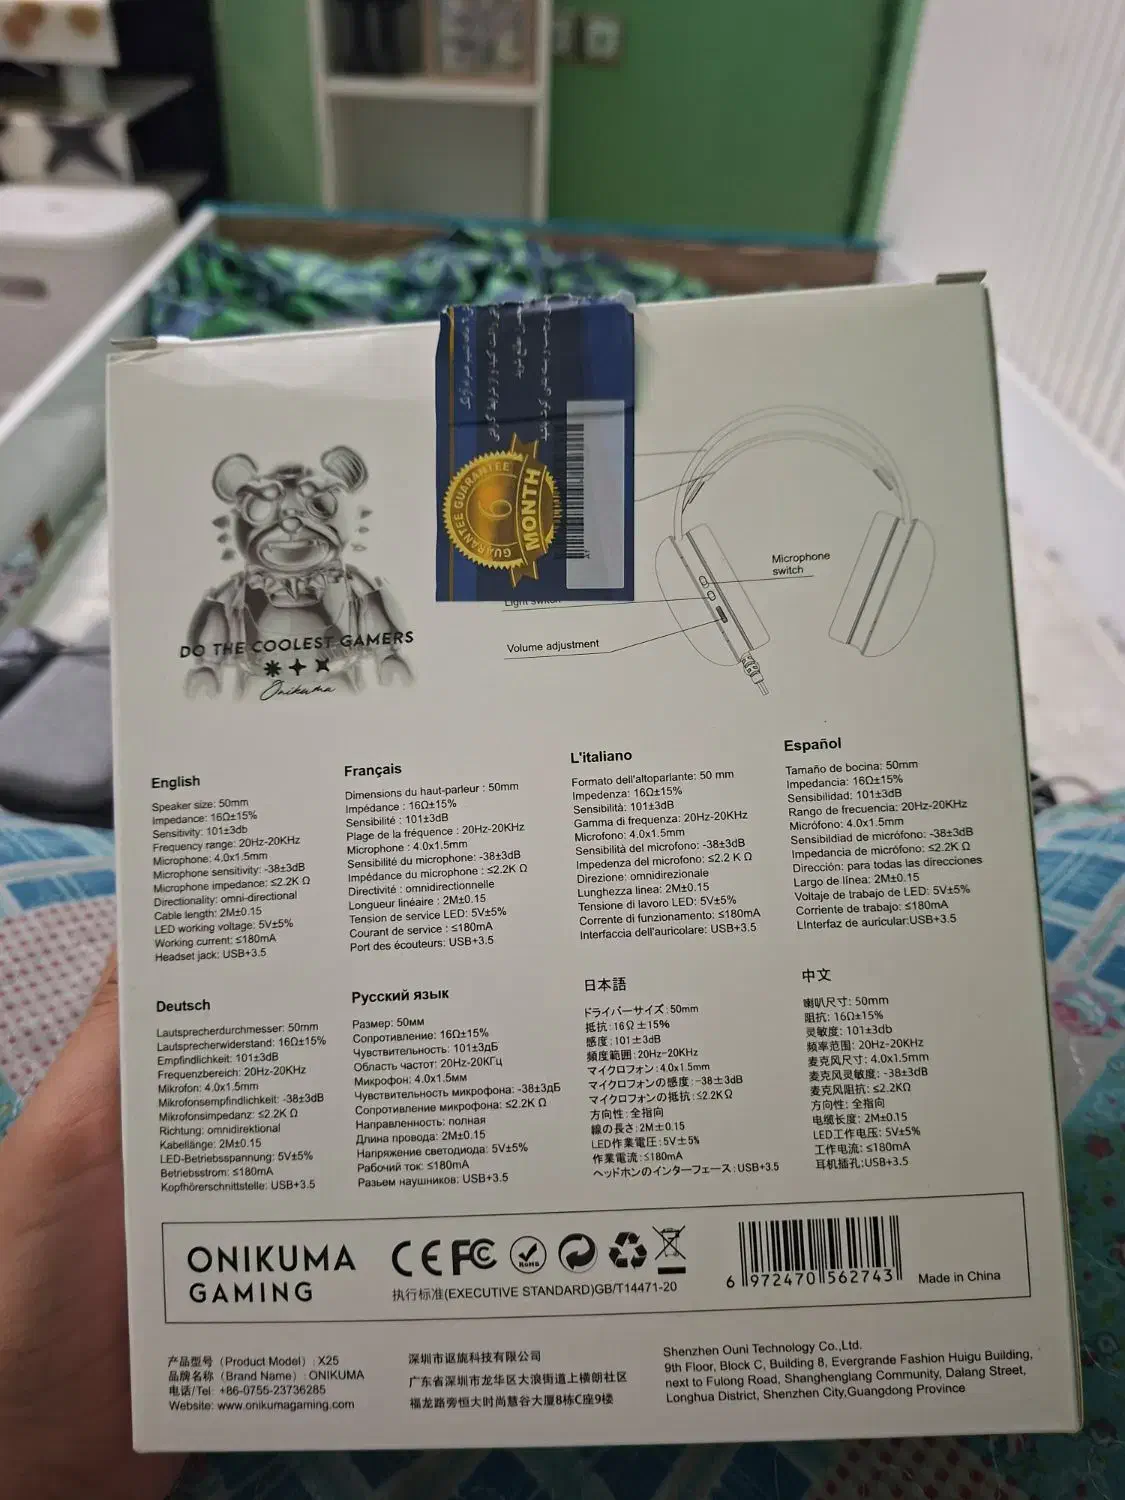 GUARANTEE GUARANTEE
6
MONTH
DO THE COOLEST GAMERS
Onikuma
Microphone
switch
Light switch
Volume adjustment
English
Speaker size: 50mm
Impedance: 16Ω±15%
Sensitivity: 101±3db
Frequency range: 20Hz-20KHz
Microphone: 4.0x1.5mm
Microphone sensitivity: -38±3dB
Microphone impedance: ≤2.2K Ω
Directionality: omni-directional
Cable length: 2M±0.15
LED working voltage: 5V±5%
Working current: ≤180mA
Headset jack: USB+3.5
Français
Dimensions du haut-parleur : 50mm
Impédance : 16Ω±15%
Sensibilité : 101±3dB
Plage de la fréquence : 20Hz-20KHz
Microphone : 4.0x1.5mm
Sensibilité du microphone: -38±3dB
Impédance du microphone : ≤2.2K Ω
Directivité : omnidirectionnelle
Longueur linéaire : 2M±0.15
Tension de service LED: 5V±5%
Courant de service : ≤180mA
Port des écouteurs: USB+3.5
L'italiano
Formato dell'altoparlante: 50 mm
Impedenza: 16Ω±15%
Sensibilità: 101±3dB
Gamma di frequenza: 20Hz-20KHz
Microfono: 4.0x1.5mm
Sensibilità del microfono: -38±3dB
Impedenza del microfono: ≤2.2 K Ω
Direzione: omnidirezionale
Lunghezza linea: 2M±0.15
Tensione di lavoro LED: 5V±5%
Corrente di funzionamento: ≤180mA
Interfaccia dell'auricolare: USB+3.5
Español
Tamaño de bocina: 50mm
Impedancia: 16Ω±15%
Sensibilidad: 101±3dB
Rango de frecuencia: 20Hz-20KHz
Micrófono: 4.0x1.5mm
Sensibildiad de micrófono: -38±3dB
Impedancia de micrófono: ≤2.2K Ω
Dirección: para todas las direcciones
Largo de línea: 2M±0.15
Voltaje de trabajo de LED: 5V±5%
Corriente de trabajo: ≤180mA
LInterfaz de auricular:USB+3.5
Deutsch
Lautsprecherdurchmesser: 50mm
Lautsprecherwiderstand: 16Ω±15%
Empfindlichkeit: 101±3dB
Frequenzbereich: 20Hz-20KHz
Mikrofon: 4.0x1.5mm
Mikrofonsempfindlichkeit: -38±3dB
Mikrofonsimpedanz: ≤2.2K Ω
Richtung: omnidirektional
Kabellänge: 2M±0.15
LED-Betriebsspannung: 5V±5%
Betriebsstrom: ≤180mA
Kopfhörerschnittstelle: USB+3.5
Русский язык
Размер: 50мм
Сопротивление: 16Ω±15%
Чувствительность: 101±3дБ
Область частот: 20Hz-20КГц
Микрофон: 4.0x1.5мм
Чувствительность микрофона: -38±3дБ
Сопротивление микрофона: ≤2.2K Ω
Направленность: полная
Длина провода: 2M±0.15
Напряжение светодиода: 5V±5%
Рабочий ток: ≤180mA
Разъем наушников: USB+3.5
日本語
ドライバーサイズ:50mm
抵抗:16Ω±15%
感度:101±3dB
頻度範囲:20Hz-20KHz
マイクロフォン:4.0x1.5mm
マイクロフォンの感度:-38±3dB
マイクロフォンの抵抗:≤2.2KΩ
方向性:全指向
線の長さ:2M±0.15
LED作業電圧:5V±5%
作業電流:≤180mA
ヘッドホンのインターフェース:USB+3.5
中文
喇叭尺寸: 50mm
阻抗: 16Ω±15%
灵敏度: 101±3db
频率范围: 20Hz-20KHz
麦克风尺寸: 4.0x1.5mm
麦克风灵敏度: -38±3dB
麦克风阻抗: ≤2.2KΩ
方向性: 全指向
电缆长度: 2M±0.15
LED工作电压: 5V±5%
工作电流: ≤180mA
耳机插孔:USB+3.5
ONIKUMA
GAMING
CE FC RoHS
执行标准(EXECUTIVE STANDARD)GB/T14471-20
6 972470 562743
Made in China
产品型号 (Product Model) : X25
品牌名称 (Brand Name) : ONIKUMA
电话/Tel: +86-0755-23736285
Website: www.onikumagaming.com
深圳市讴旎科技有限公司
广东省深圳市龙华区大浪街道上横朗社区
福龙路旁恒大时尚慧谷大厦8栋C座9楼
Shenzhen Ouni Technology Co.,Ltd.
9th Floor, Block C, Building 8, Evergrande Fashion Huigu Building,
next to Fulong Road, Shanghenglang Community, Dalang Street,
Longhua District, Shenzhen City,Guangdong Province